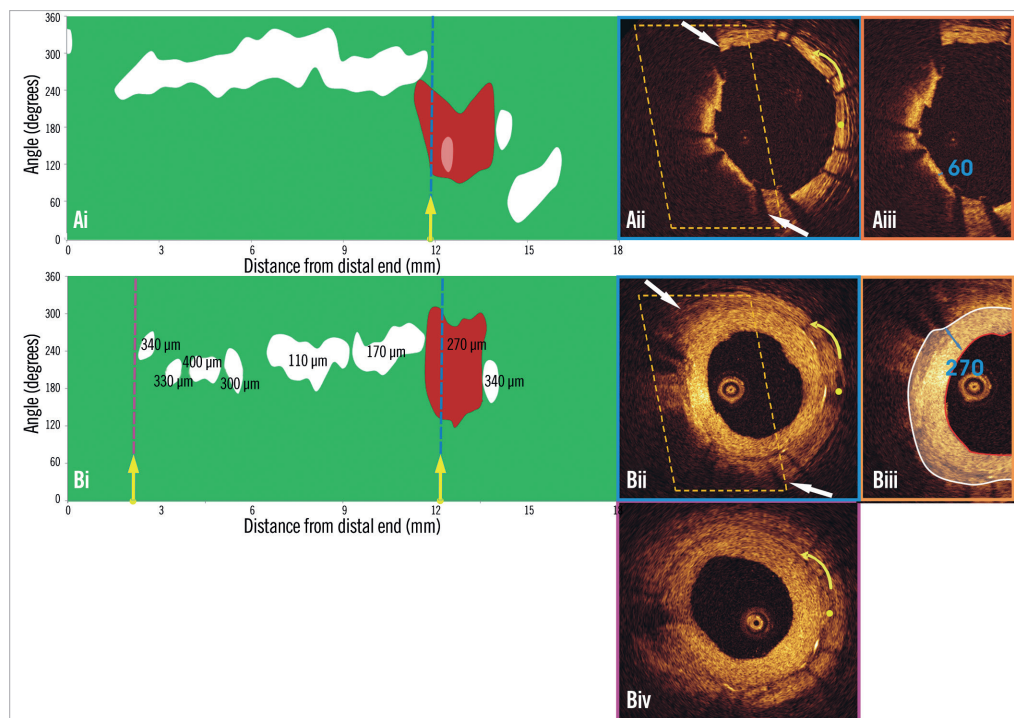 360
300
240
180
120
60
0
Angle (degrees)
Ai
0
3
6
9
12
15
18
Distance from distal end (mm)
Aii
60
Aiii
360
300
240
180
120
60
0
Angle (degrees)
340 µm
330 µm
400 µm
300 µm
110 µm
170 µm
270 µm
340 µm
Bi
0
3
6
9
12
15
18
Distance from distal end (mm)
Bii
270
Biii
Biv